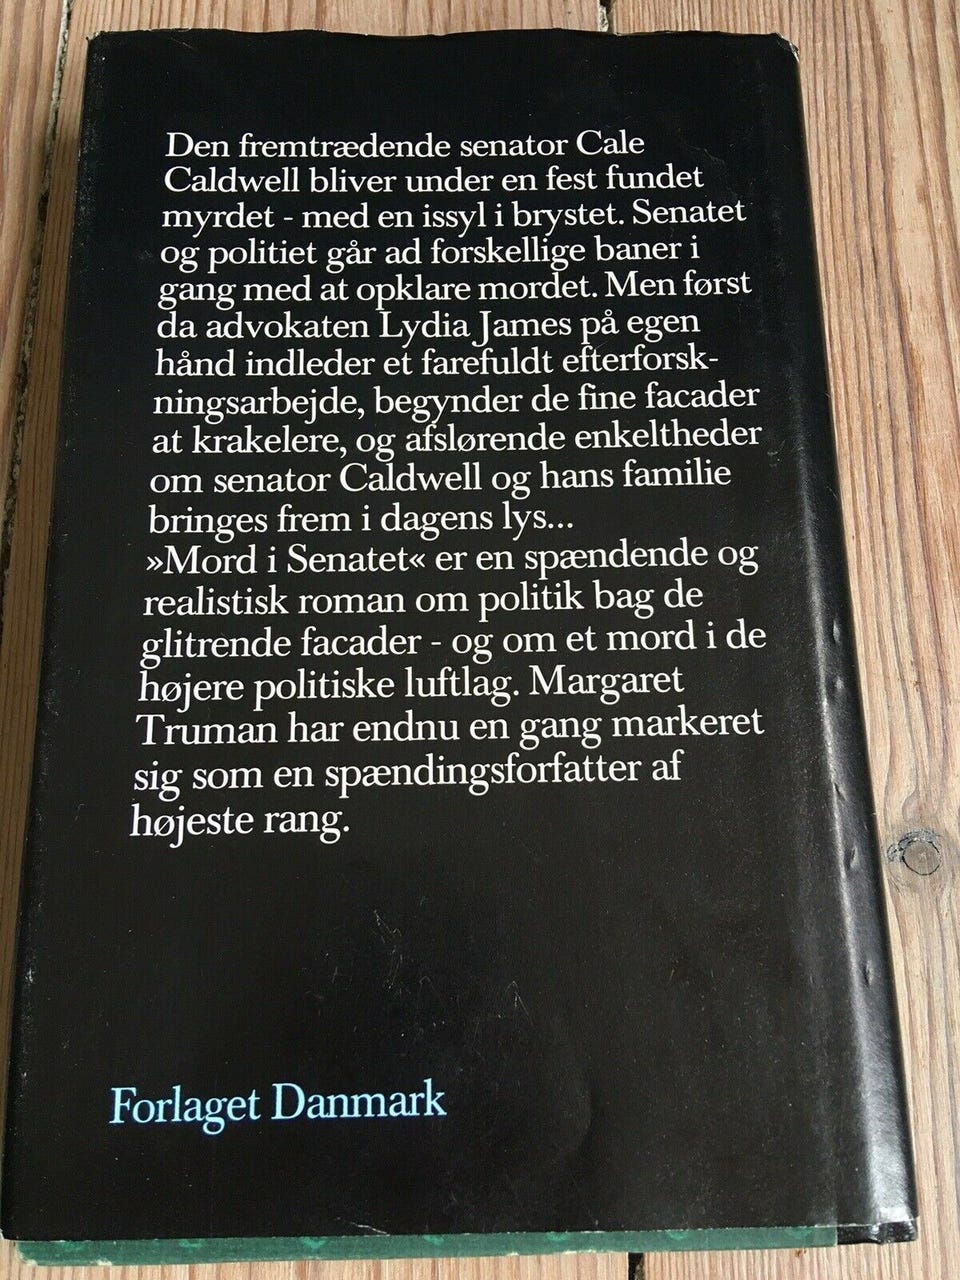 Den fremtrædende senator Cale
Caldwell bliver under en fest fundet
myrdet - med en issyl i brystet. Senatet
og politiet går ad forskellige baner i
gang med at opklare mordet. Men først
da advokaten Lydia James på egen
hånd indleder et farefuldt efterforsk-
ningsarbejde, begynder de fine facader
at krakelere, og afslørende enkeltheder
om senator Caldwell og hans familie
bringes frem i dagens lys...
»Mord i Senatet« er en spændende og
realistisk roman om politik bag de
glitrende facader - og om et mord i de
højere politiske luftlag. Margaret
Truman har endnu en gang markeret
sig som en spændingsforfatter af
højeste rang.
Forlaget Danmark